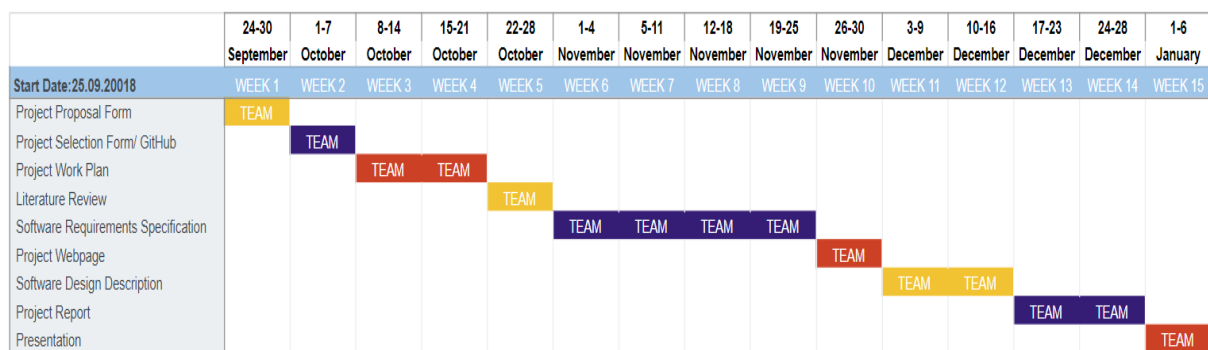 24-30 1-7 8-14 15-21 22-28 1-4 5-11 12-18 19-25 26-30 3-9 10-16 17-23 24-28 1-6
September October October October October November November November November November December December December December January
Start Date:25.09.20018 WEEK 1 WEEK 2 WEEK 3 WEEK 4 WEEK 5 WEEK 6 WEEK 7 WEEK 8 WEEK 9 WEEK 10 WEEK 11 WEEK 12 WEEK 13 WEEK 14 WEEK 15
Project Proposal Form TEAM
Project Selection Form/ GitHub TEAM
Project Work Plan TEAM TEAM
Literature Review TEAM
Software Requirements Specification TEAM TEAM TEAM TEAM
Project Webpage TEAM
Software Design Description TEAM TEAM
Project Report TEAM TEAM
Presentation TEAM